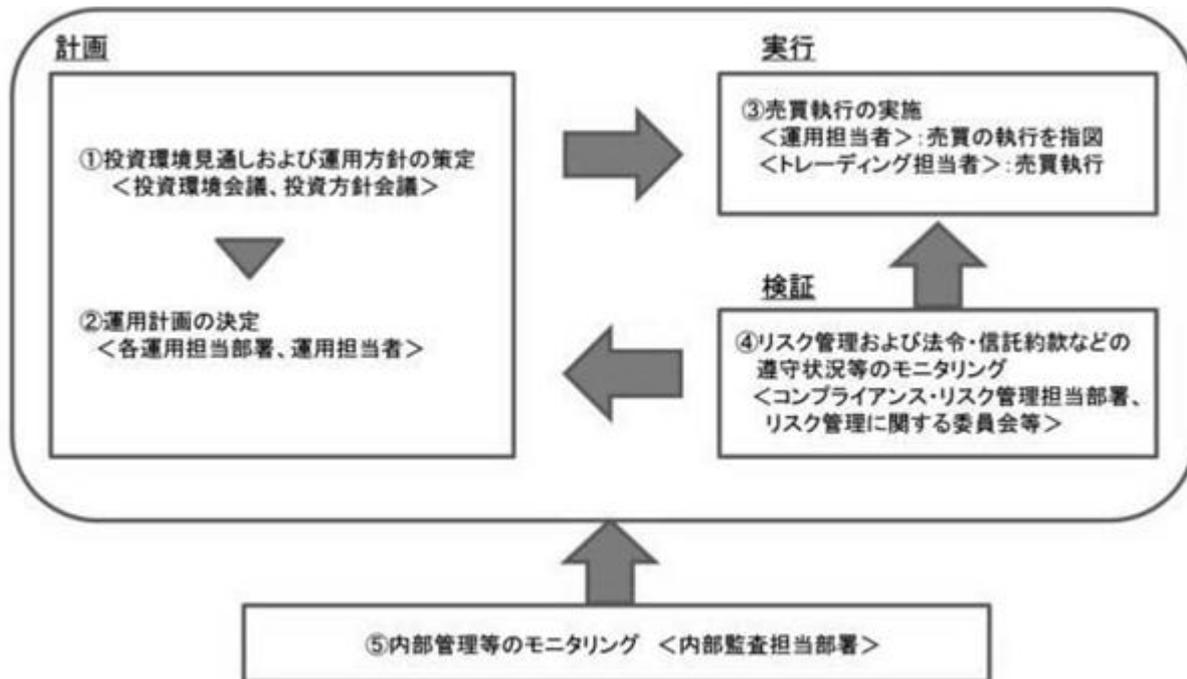 計画
①投資環境見通しおよび運用方針の策定
＜投資環境会議、投資方針会議＞
②運用計画の決定
＜各運用担当部署、運用担当者＞
実行
③売買執行の実施
＜運用担当者＞：売買の執行を指図
＜トレーディング担当者＞：売買執行
検証
④リスク管理および法令・信託約款などの
遵守状況等のモニタリング
＜コンプライアンス・リスク管理担当部署、
リスク管理に関する委員会等＞
⑤内部管理等のモニタリング ＜内部監査担当部署＞